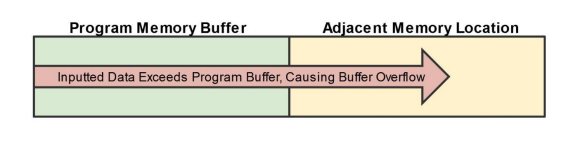 Program Memory Buffer
Adjacent Memory Location
Inputted Data Exceeds Program Buffer, Causing Buffer Overflow